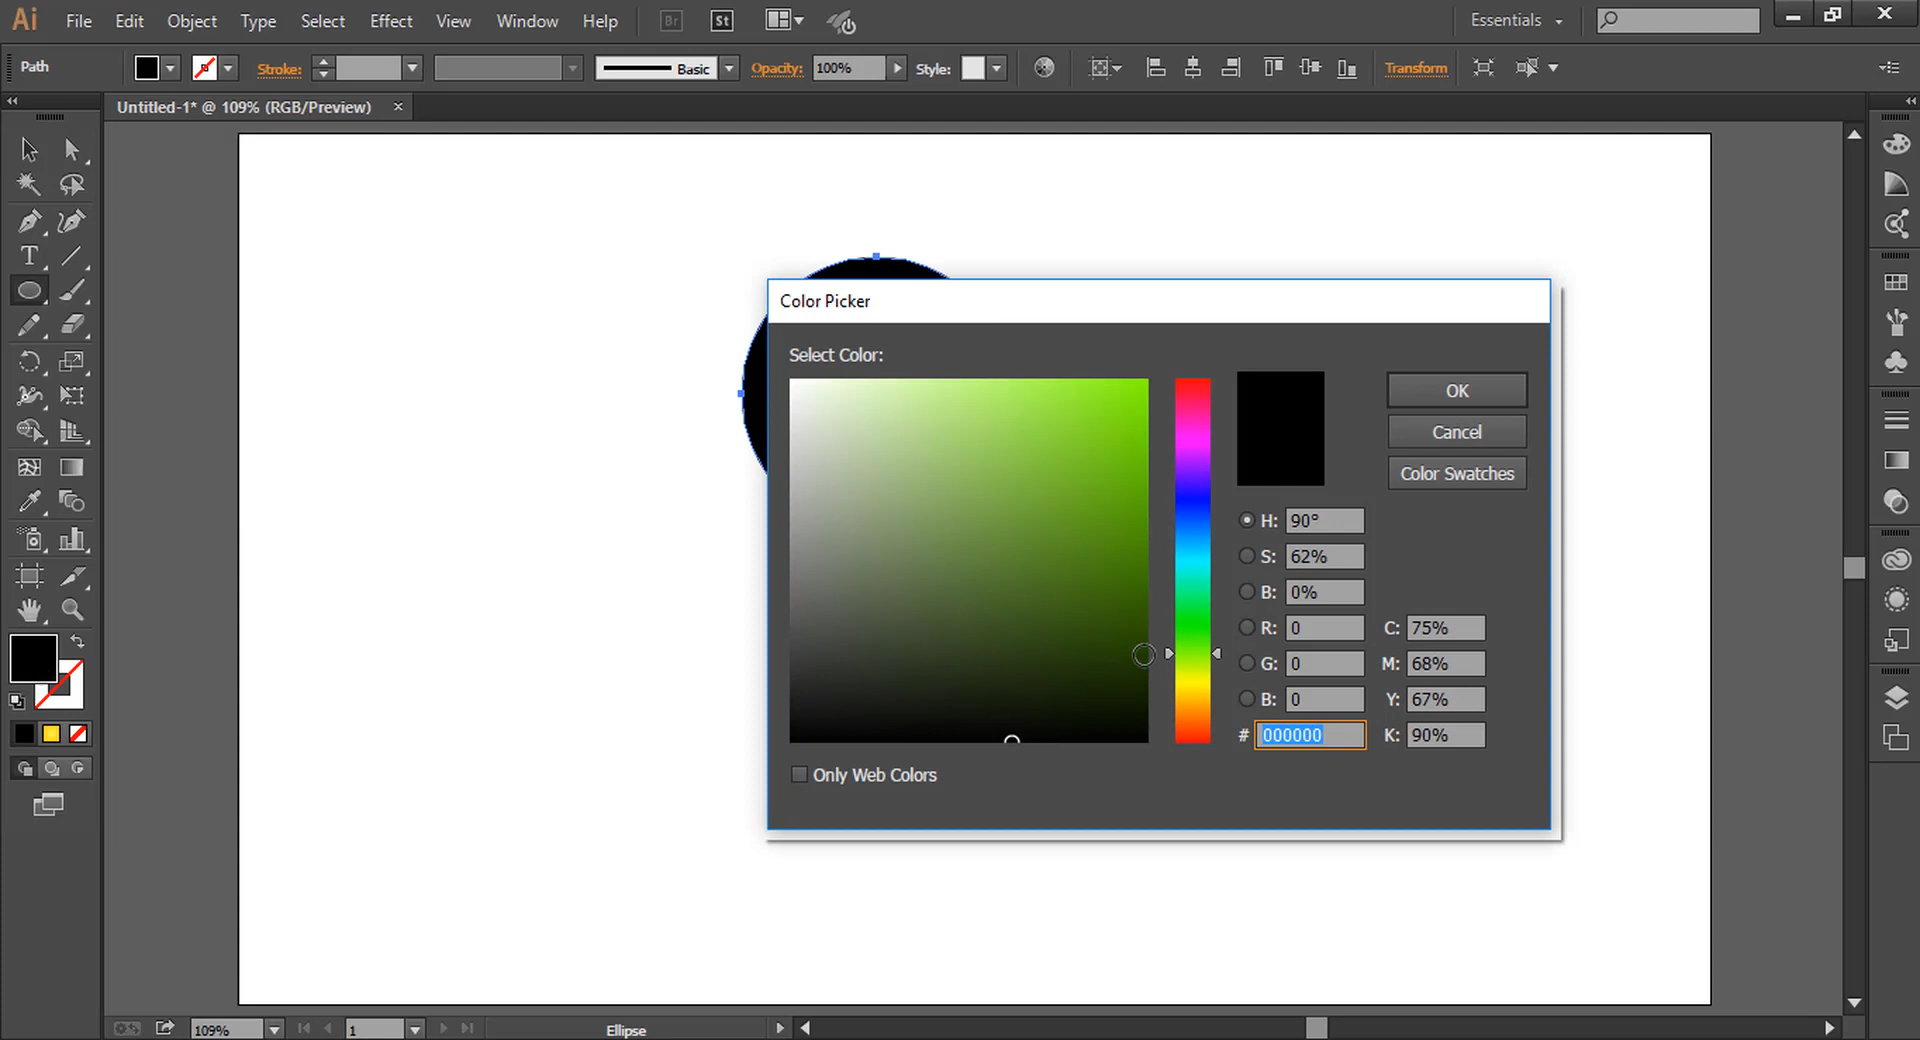 Ai File Edit Object Type Select Effect View Window Help Br St Essentials
Path Stroke: Basic Opacity: 100% Style: Transform
Untitled-1* @ 109% (RGB/Preview) ×
Color Picker
Select Color:
OK
Cancel
Color Swatches
H: 90°
S: 62%
B: 0%
R: 0 C: 75%
G: 0 M: 68%
B: 0 Y: 67%
# 000000 K: 90%
Only Web Colors
109% 1 Ellipse